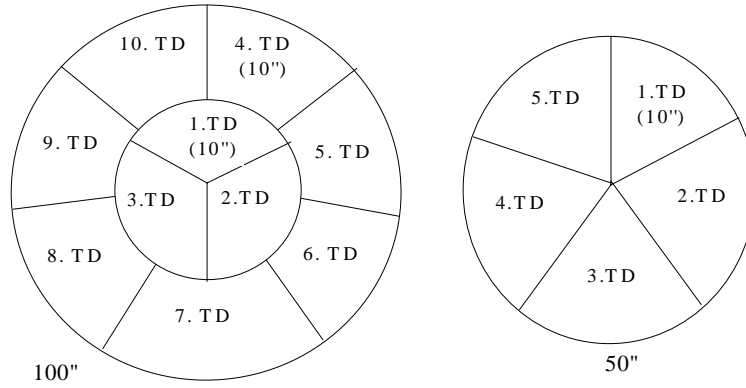 10. TD
4. TD
(10")
1.TD
(10")
9. TD
5. TD
3.TD
2.TD
8. TD
6. TD
7. TD
100"
5.TD
1.TD
(10")
4.TD
2.TD
3.TD
50"